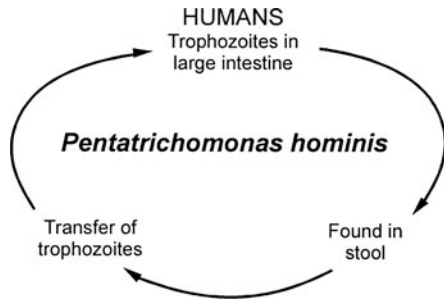 HUMANS
Trophozoites in
large intestine
Pentatrichomonas hominis
Transfer of
trophozoites
Found in
stool